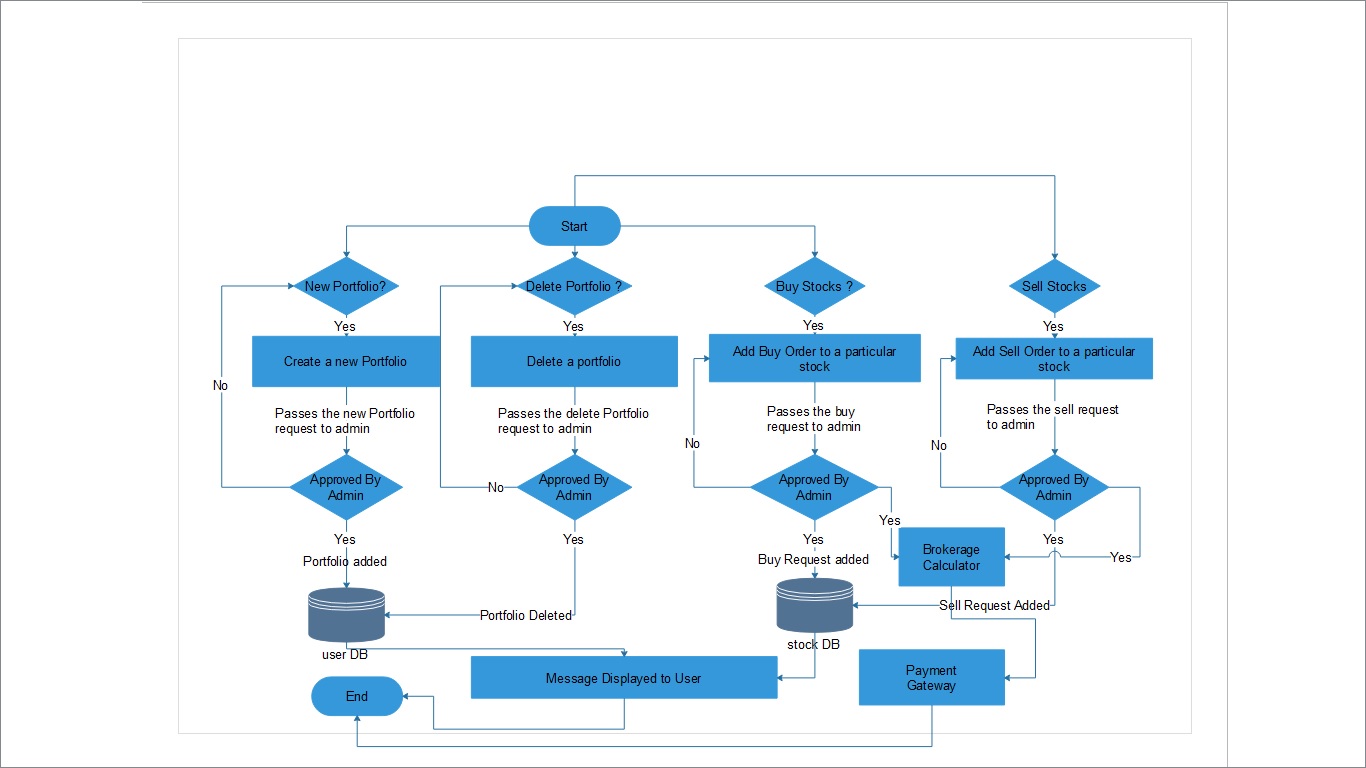 Start
New Portfolio?
Delete Portfolio ?
Buy Stocks ?
Sell Stocks
Yes
Yes
Yes
Yes
Create a new Portfolio
Delete a portfolio
Add Buy Order to a particular
stock
Add Sell Order to a particular
stock
No
Passes the new Portfolio
request to admin
Passes the delete Portfolio
request to admin
Passes the buy
request to admin
Passes the sell request
to admin
No
No
Approved By
Admin
No
Approved By
Admin
Approved By
Admin
Approved By
Admin
Yes
Yes
Yes
Yes
Yes
Portfolio added
Buy Request added
Brokerage
Calculator
Yes
Portfolio Deleted
Sell Request Added
user DB
stock DB
Message Displayed to User
Payment
Gateway
End